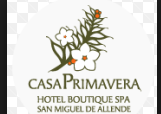 CASAPRIMAVERA
HOTEL BOUTIQUE SPA
SAN MIGUEL DE ALLENDE